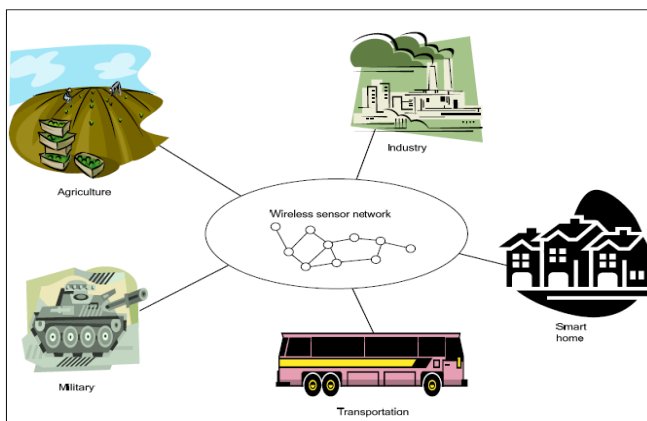 Industry
Agriculture
Wireless sensor network
Smart
home
Military
Transportation